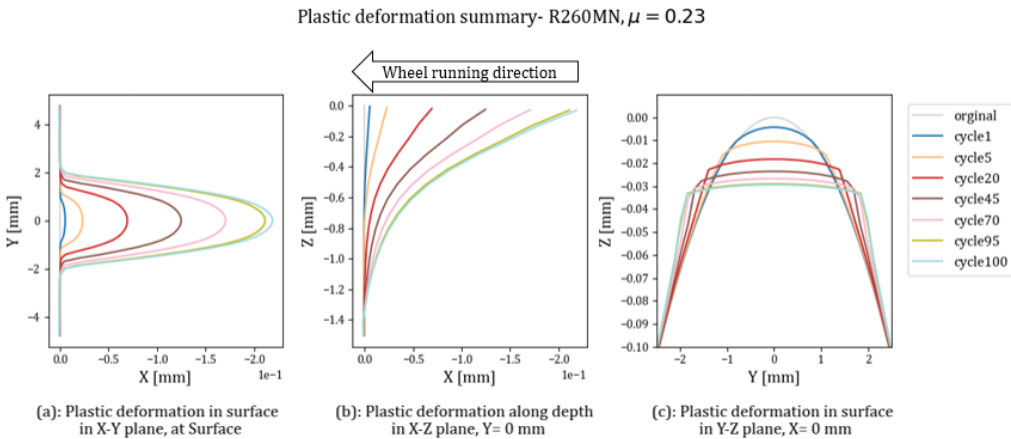 Plastic deformation summary- R260MN, μ = 0.23
Wheel running direction
4
2
0
−2
−4
Y [mm]
0.0 −0.5 −1.0 −1.5 −2.0
1e−1
X [mm]
(a): Plastic deformation in surface
in X-Y plane, at Surface
0.0
−0.2
−0.4
−0.6
−0.8
−1.0
−1.2
−1.4
Z [mm]
0.0 −0.5 −1.0 −1.5 −2.0
1e−1
X [mm]
(b): Plastic deformation along depth
in X-Z plane, Y= 0 mm
0.00
−0.01
−0.02
−0.03
−0.04
−0.05
−0.06
−0.07
−0.08
−0.09
−0.10
Z [mm]
−2 −1 0 1 2
Y [mm]
(c): Plastic deformation in surface
in Y-Z plane, X= 0 mm
orginal
cycle1
cycle5
cycle20
cycle45
cycle70
cycle95
cycle100